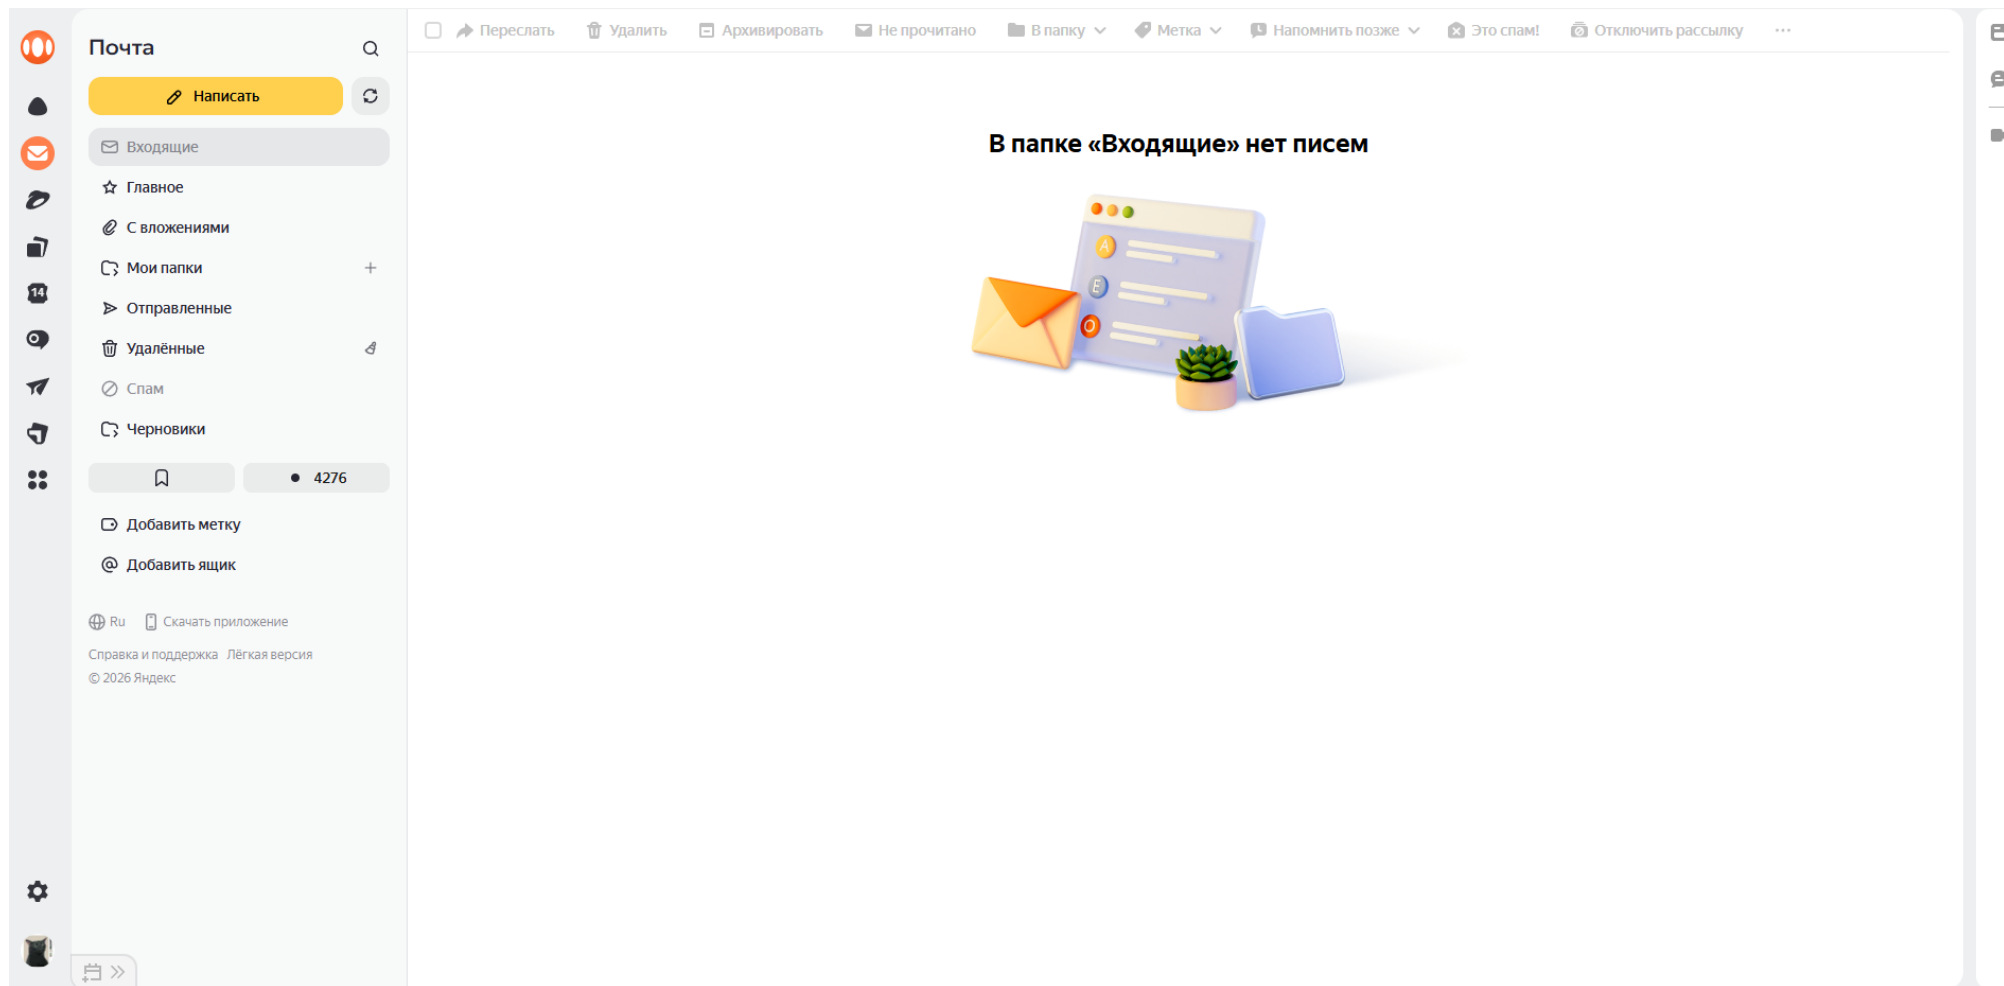 Почта
Написать
Входящие
Главное
С вложениями
Мои папки
Отправленные
Удалённые
Спам
Черновики
4276
Добавить метку
Добавить ящик
Ru Скачать приложение
Справка и поддержка Лёгкая версия
© 2026 Яндекс
14
Переслать Удалить Архивировать Не прочитано В папку Метка Напомнить позже Это спам! Отключить рассылку
В папке «Входящие» нет писем
A
E
O